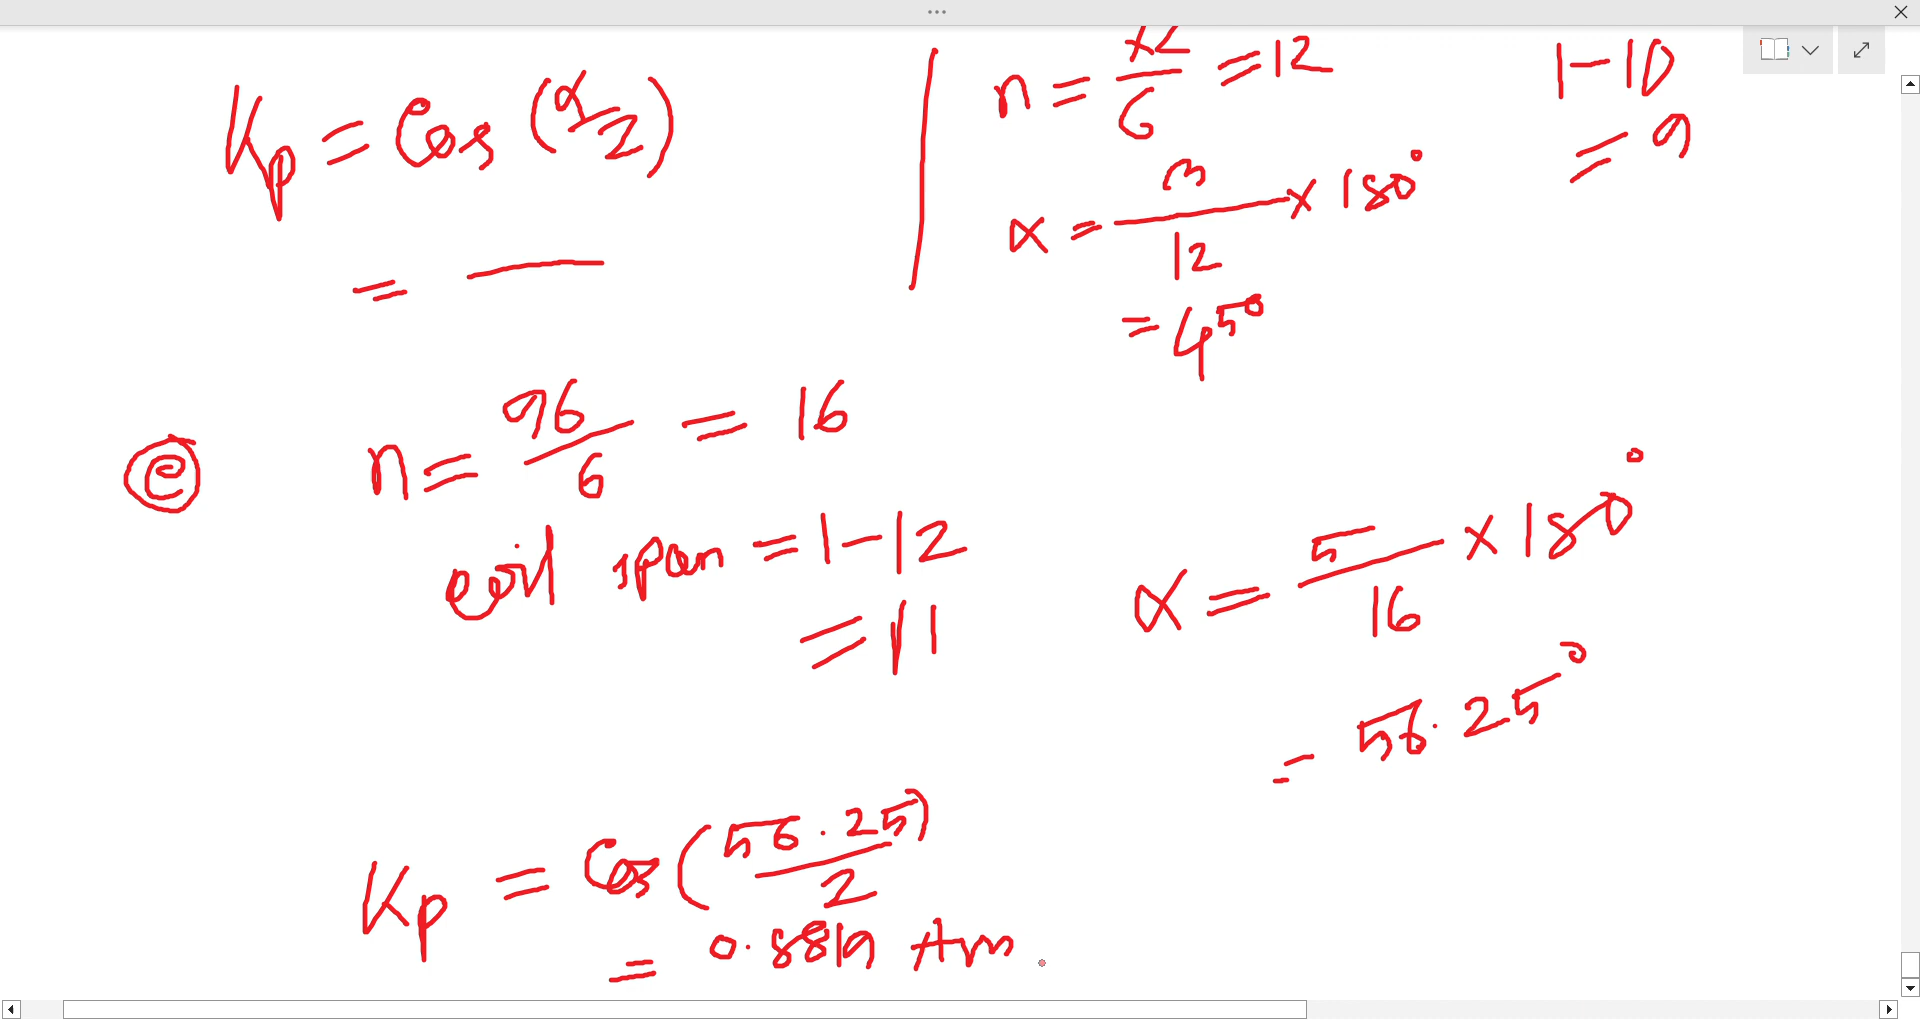 Kp = Cos (α/2)
= —
n = 72/6 = 12
α = 3/12 × 180°
= 45°
1-10
= 9
(e) n = 96/6 = 16
coil span = 1-12
= 11
α = 5/16 × 180°
= 56.25°
Kp = Cos (56.25/2)
= 0.8819 Ans.